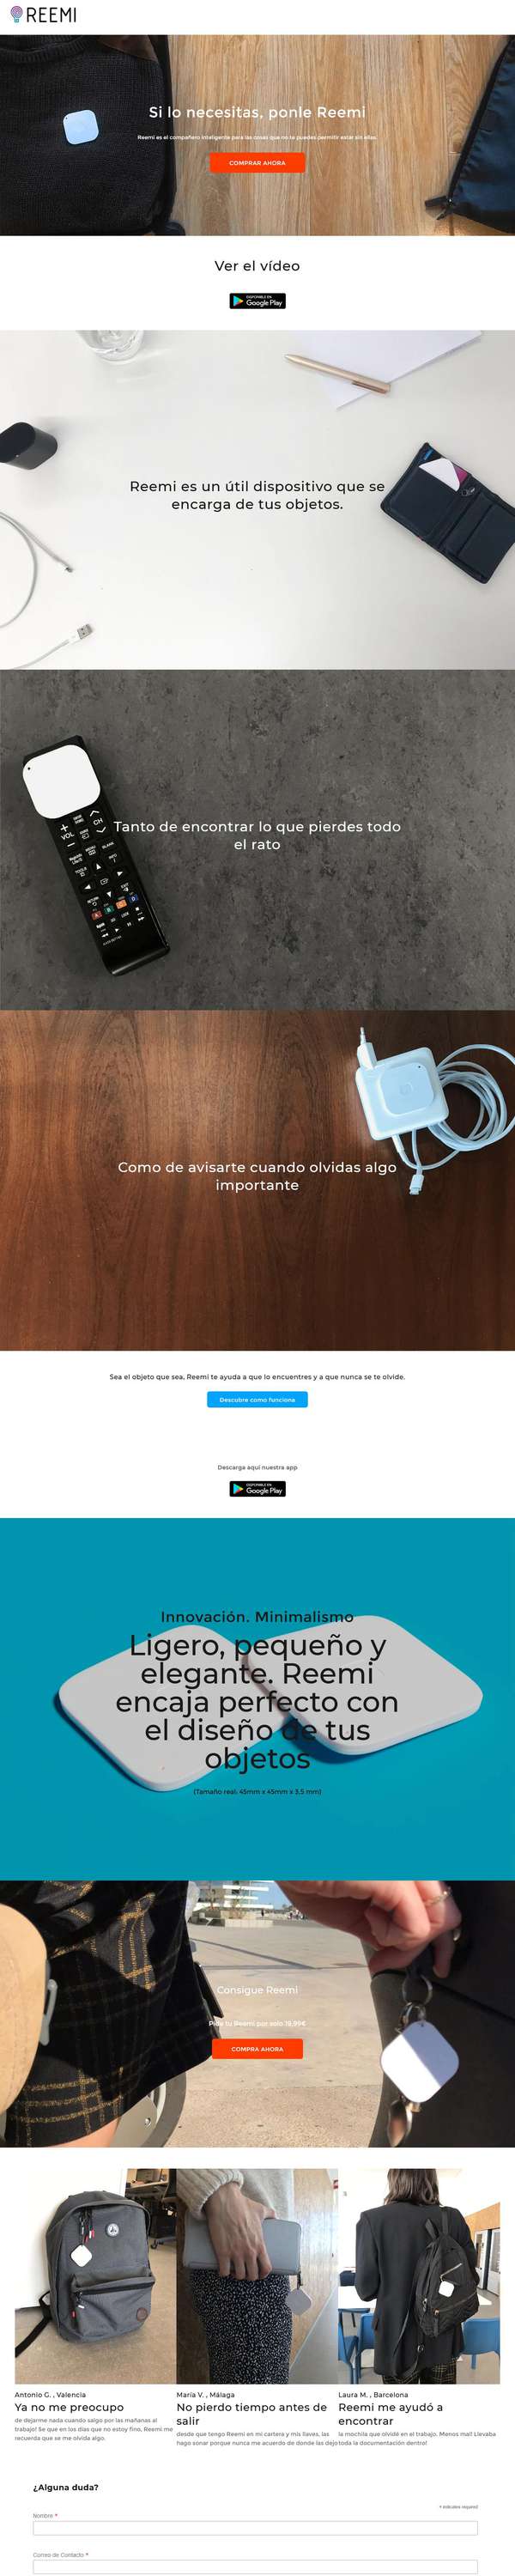 REEMI
Si lo necesitas, ponle Reemi
Reemi es el compañero inteligente para las cosas que no te puedes permitir estar sin ellas
COMPRAR AHORA
Ver el vídeo
DISPONIBLE EN
Google Play
Reemi es un útil dispositivo que se
encarga de tus objetos.
Tanto de encontrar lo que pierdes todo
el rato
VOL
CH
Como de avisarte cuando olvidas algo
importante
Sea el objeto que sea, Reemi te ayuda a que lo encuentres y a que nunca se te olvide.
Descubre como funciona
Descarga aquí nuestra app
DISPONIBLE EN
Google Play
Innovación. Minimalismo
Ligero, pequeño y
elegante. Reemi
encaja perfecto con
el diseño de tus
objetos
(Tamaño real: 45mm x 45mm x 3.5 mm)
Consigue Reemi
Pide tu Reemi por solo
COMPRA AHORA
Antonio G. , Valencia
Ya no me preocupo
de dejarme nada cuando salgo por las mañanas al
trabajo! Se que en los días que no estoy fino, Reemi me
recuerda que se me olvida algo.
María V. , Málaga
No pierdo tiempo antes de
salir
desde que tengo Reemi en mi cartera y mis llaves, las
hago sonar porque nunca me acuerdo de donde las dejo
Laura M. , Barcelona
Reemi me ayudó a
encontrar
la mochila que olvidé en el trabajo. Menos mal! Llevaba
toda la documentación dentro!
¿Alguna duda?
* indicates required
Nombre *
Correo de Contacto *